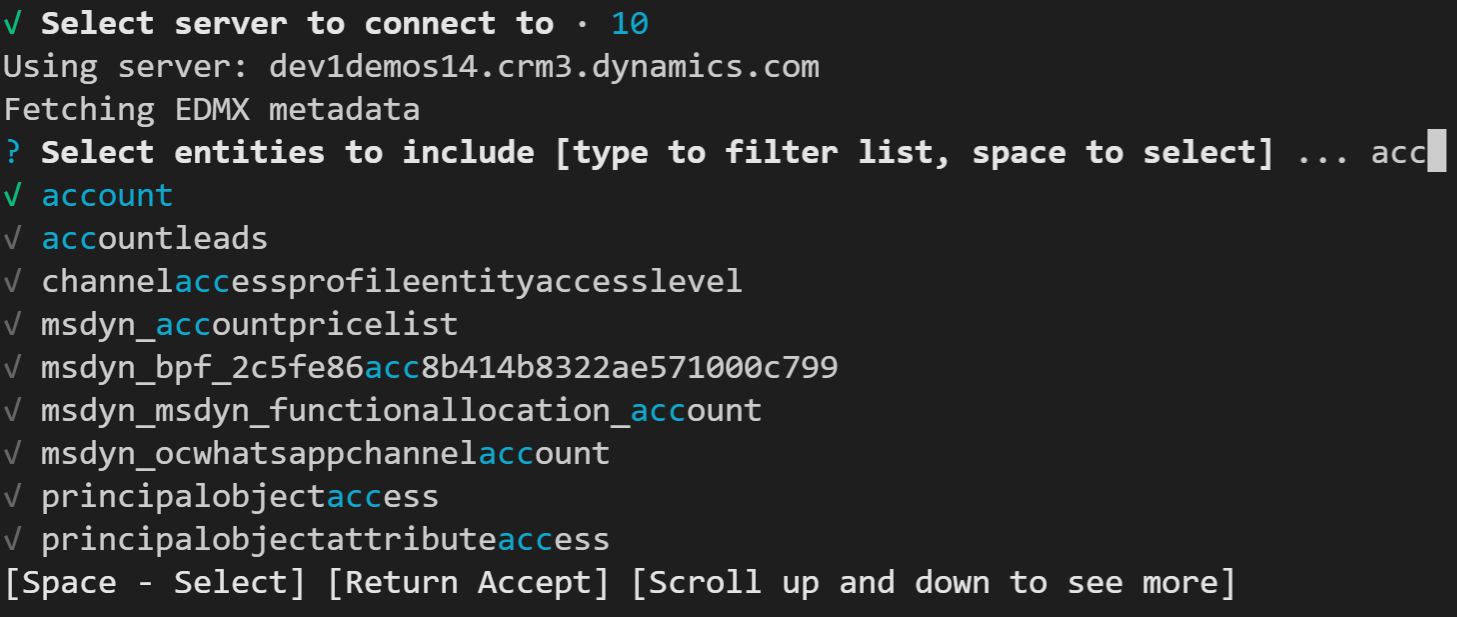 √ Select server to connect to · 10
Using server: dev1demos14.crm3.dynamics.com
Fetching EDMX metadata
? Select entities to include [type to filter list, space to select] ... acc
√ account
√ accountleads
√ channelaccessprofileentityaccesslevel
√ msdyn_accountpricelist
√ msdyn_bpf_2c5fe86acc8b414b8322ae571000c799
√ msdyn_msdyn_functionallocation_account
√ msdyn_ocwhatsappchannelaccount
√ principalobjectaccess
√ principalobjectattributeaccess
[Space - Select] [Return Accept] [Scroll up and down to see more]